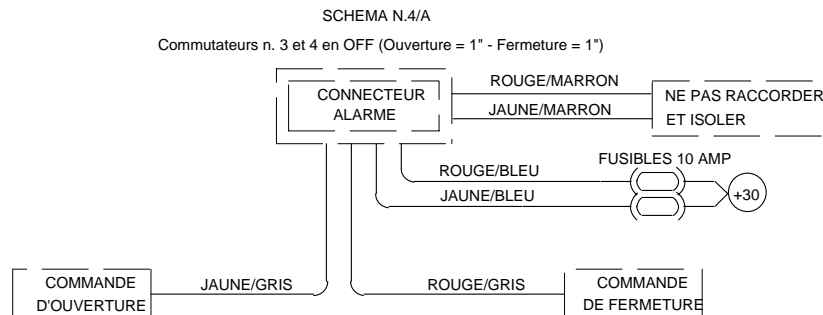 SCHEMA N.4/A
Commutateurs n. 3 et 4 en OFF (Ouverture = 1" - Fermeture = 1")
CONNECTEUR
ALARME
ROUGE/MARRON
JAUNE/MARRON
NE PAS RACCORDER
ET ISOLER
ROUGE/BLEU
JAUNE/BLEU
FUSIBLES 10 AMP
+30
COMMANDE
D'OUVERTURE
JAUNE/GRIS
ROUGE/GRIS
COMMANDE
DE FERMETURE